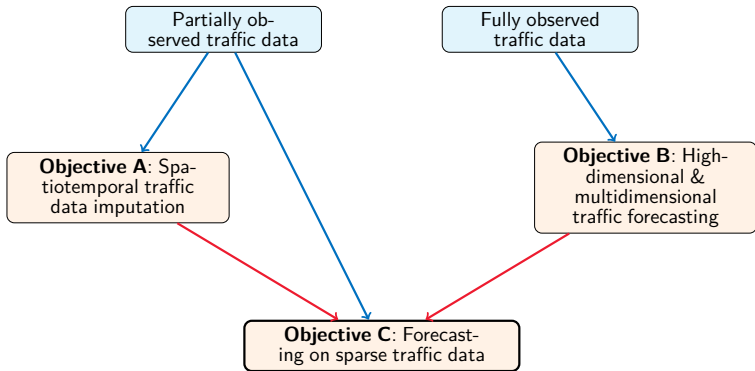 Partially ob-
served traffic data
Fully observed
traffic data
Objective A: Spa-
tiotemporal traffic
data imputation
Objective B: High-
dimensional &
multidimensional
traffic forecasting
Objective C: Forecast-
ing on sparse traffic data